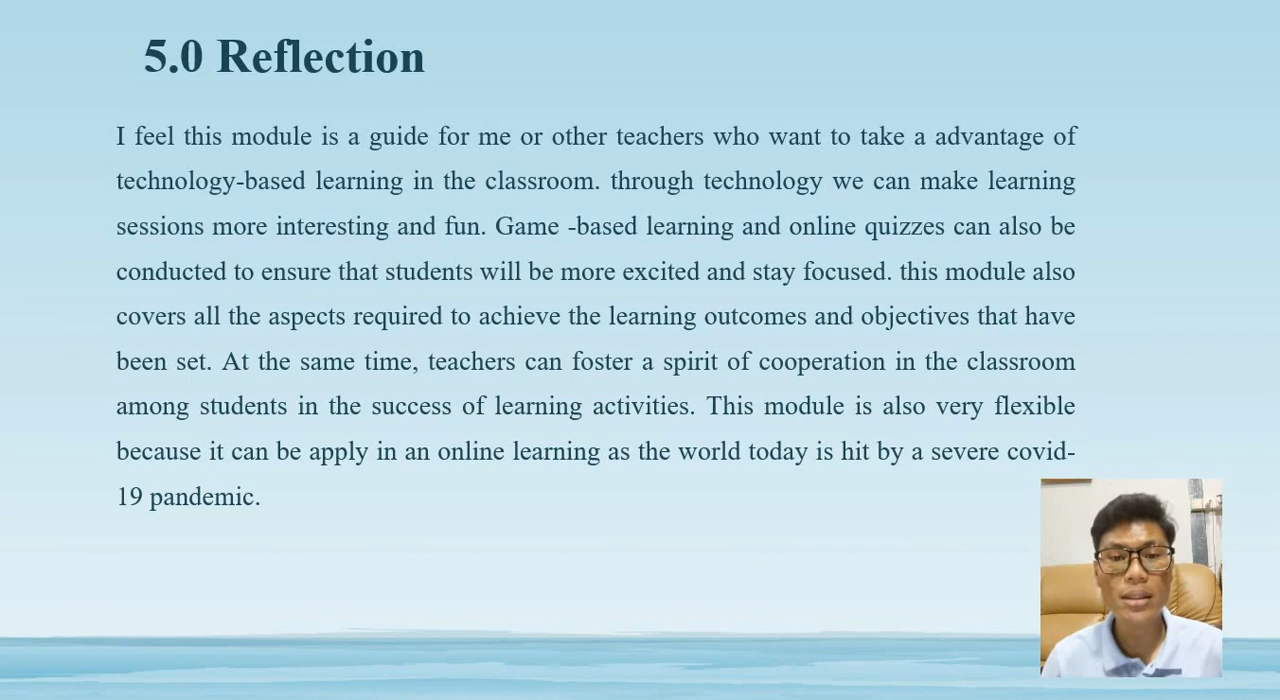 5.0 Reflection
I feel this module is a guide for me or other teachers who want to take a advantage of
technology-based learning in the classroom. through technology we can make learning
sessions more interesting and fun. Game -based learning and online quizzes can also be
conducted to ensure that students will be more excited and stay focused. this module also
covers all the aspects required to achieve the learning outcomes and objectives that have
been set. At the same time, teachers can foster a spirit of cooperation in the classroom
among students in the success of learning activities. This module is also very flexible
because it can be apply in an online learning as the world today is hit by a severe covid-
19 pandemic.